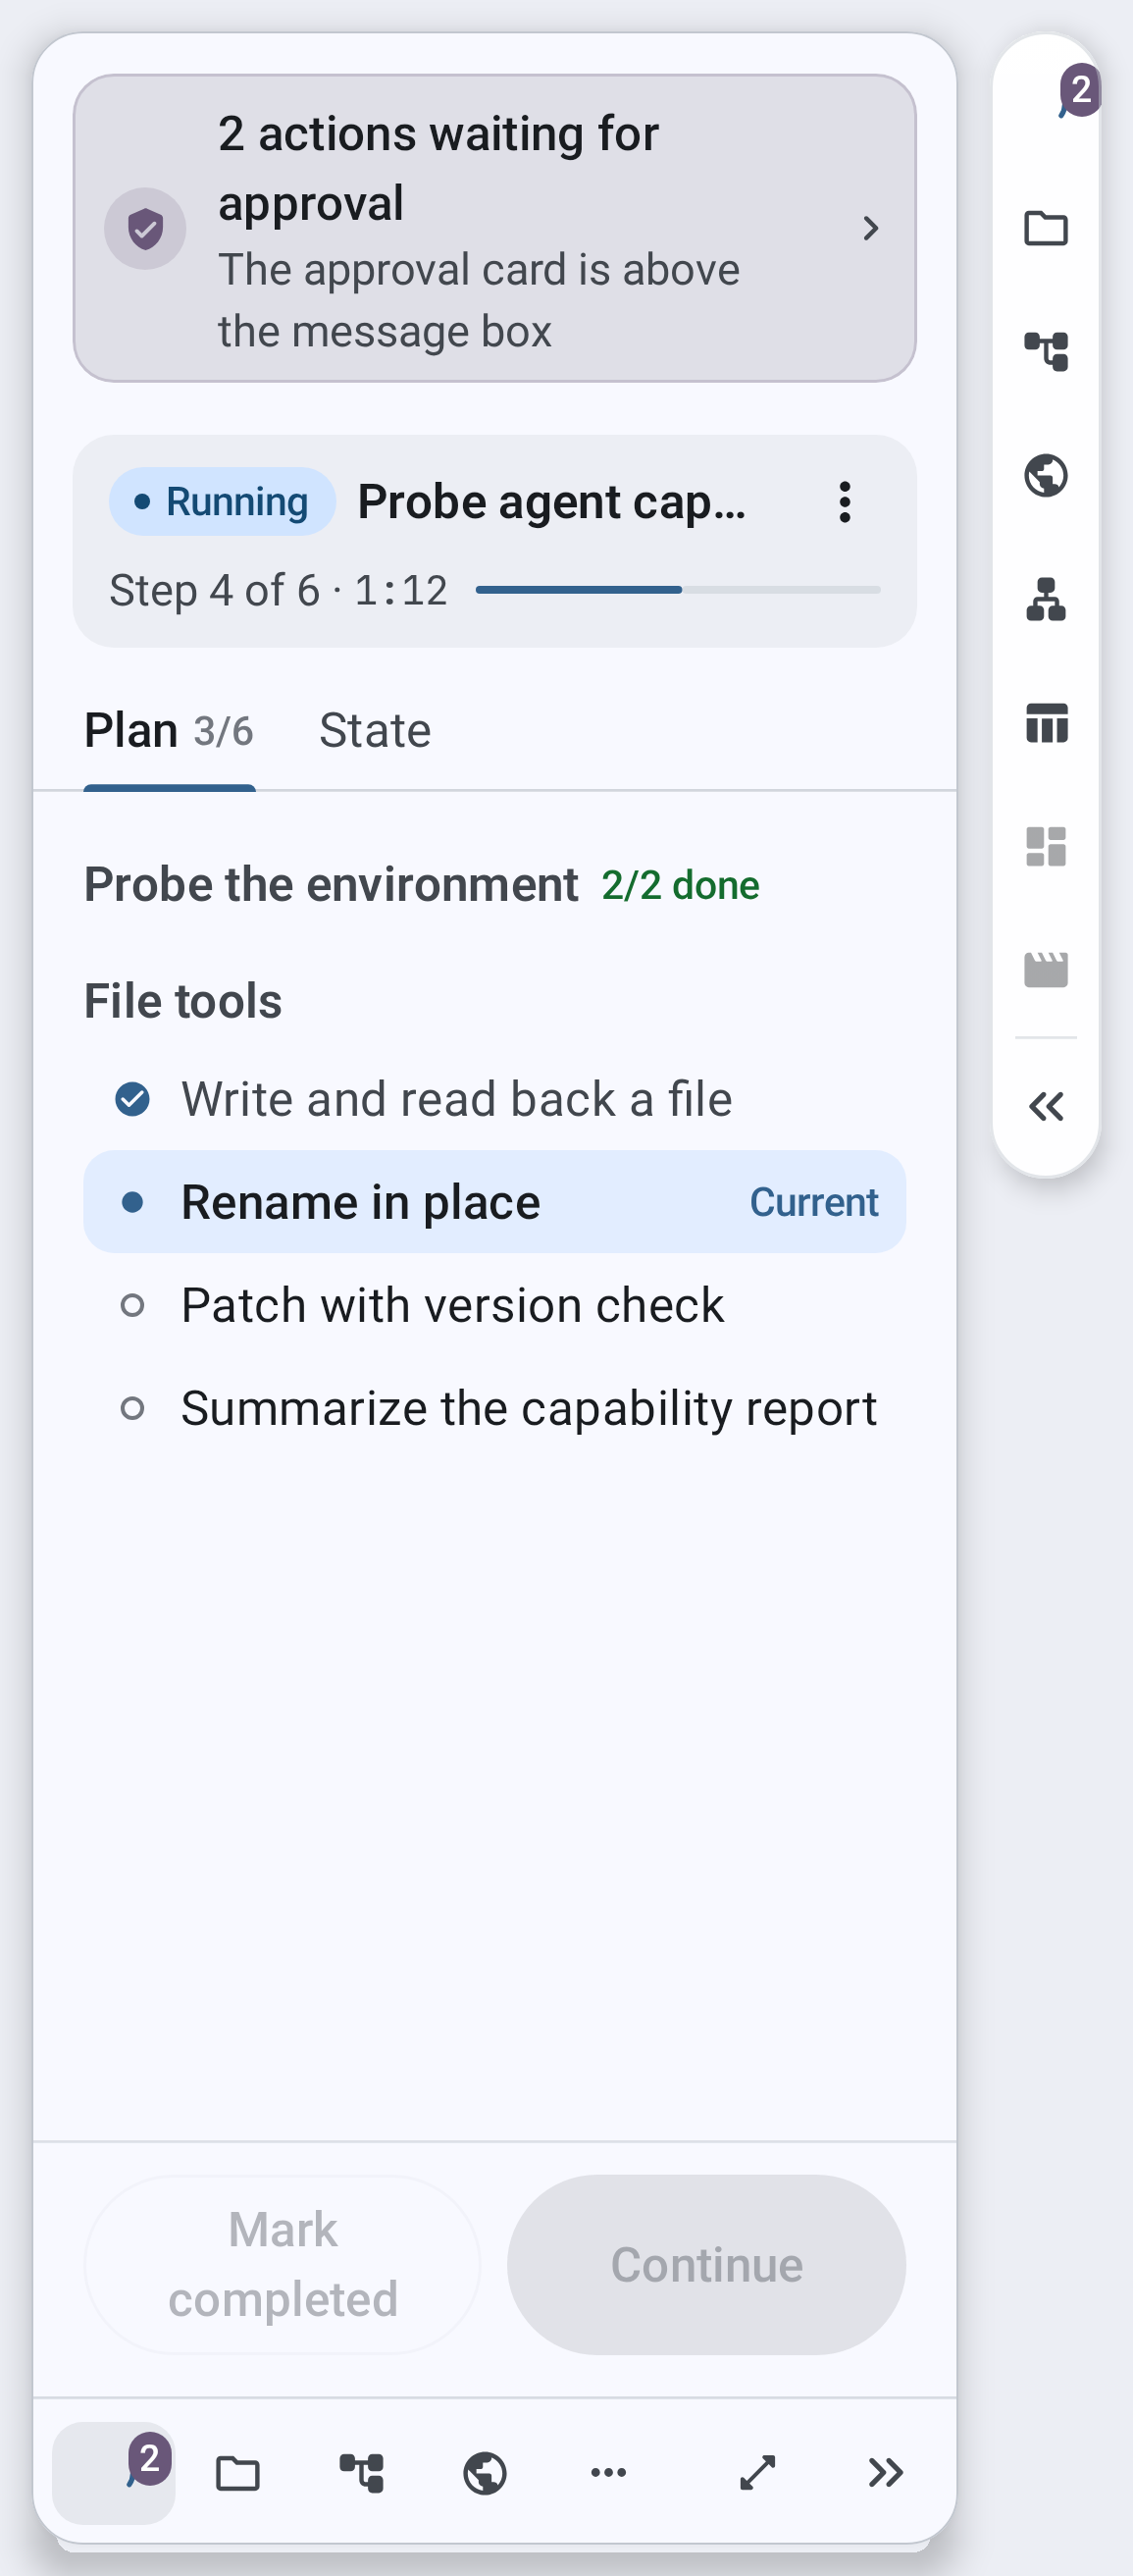 2 actions waiting for
approval
The approval card is above
the message box
Running Probe agent cap...
Step 4 of 6 · 1:12
Plan 3/6 State
Probe the environment 2/2 done
File tools
Write and read back a file
Rename in place Current
Patch with version check
Summarize the capability report
Mark
completed
Continue
2
2